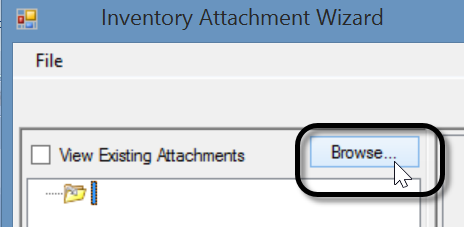 Inventory Attachment Wizard
File
View Existing Attachments
Browse...